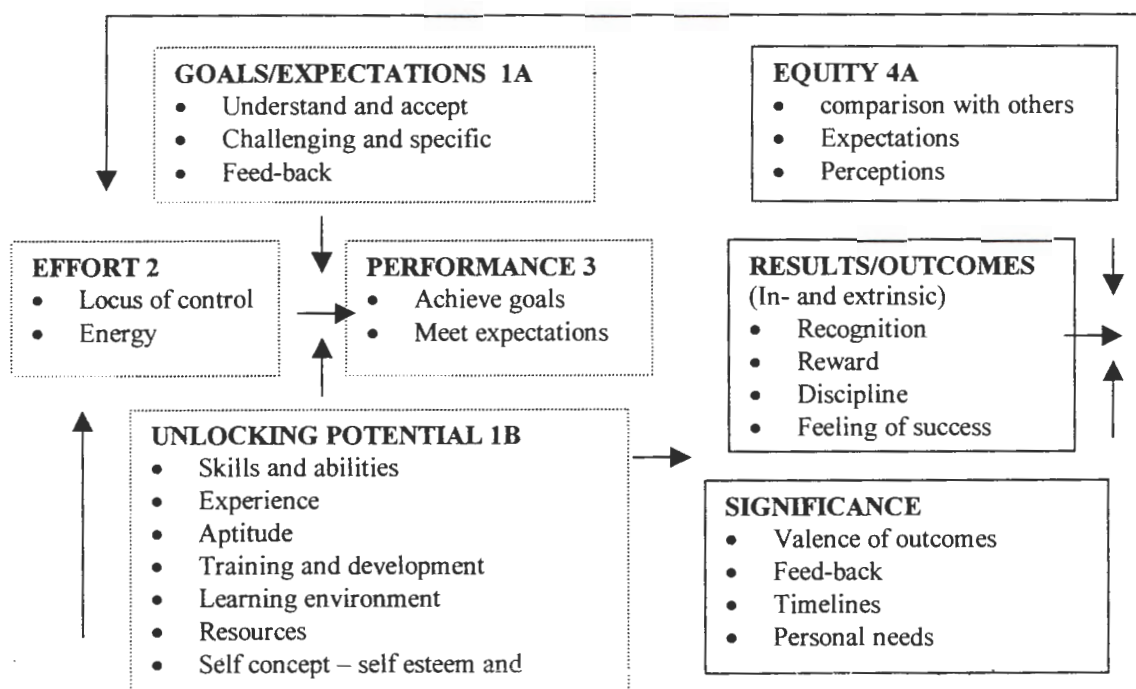 GOALS/EXPECTATIONS 1A
• Understand and accept
• Challenging and specific
• Feed-back
EQUITY 4A
• comparison with others
• Expectations
• Perceptions
EFFORT 2
• Locus of control
• Energy
PERFORMANCE 3
• Achieve goals
• Meet expectations
RESULTS/OUTCOMES
(In- and extrinsic)
• Recognition
• Reward
• Discipline
• Feeling of success
UNLOCKING POTENTIAL 1B
• Skills and abilities
• Experience
• Aptitude
• Training and development
• Learning environment
• Resources
• Self concept – self esteem and
SIGNIFICANCE
• Valence of outcomes
• Feed-back
• Timelines
• Personal needs